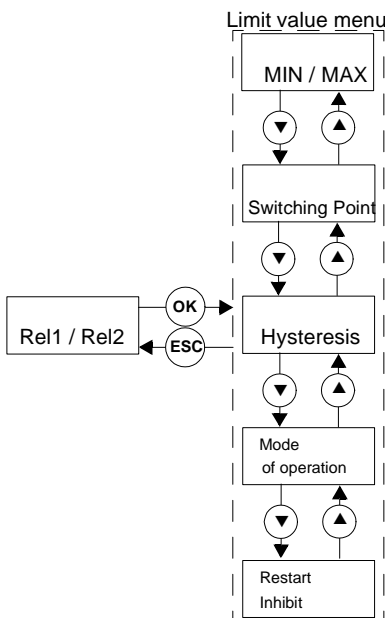 Limit value menu
MIN / MAX
Switching Point
OK
Rel1 / Rel2
ESC
Hysteresis
Mode
of operation
Restart
Inhibit